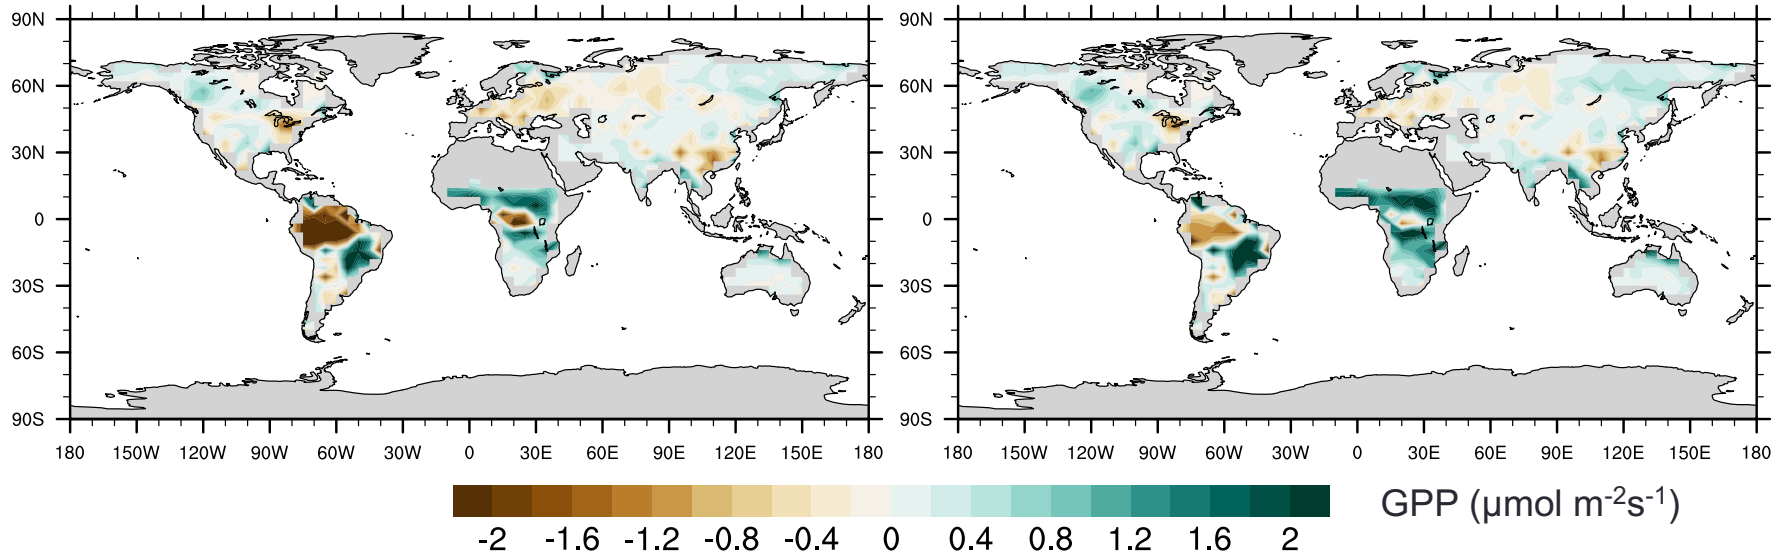 90N 60N 30N 0 30S 60S 90S
180 150W 120W 90W 60W 30W 0 30E 60E 90E 120E 150E 180
90N 60N 30N 0 30S 60S 90S
180 150W 120W 90W 60W 30W 0 30E 60E 90E 120E 150E 180
-2 -1.6 -1.2 -0.8 -0.4 0 0.4 0.8 1.2 1.6 2
GPP (µmol m-2s-1)